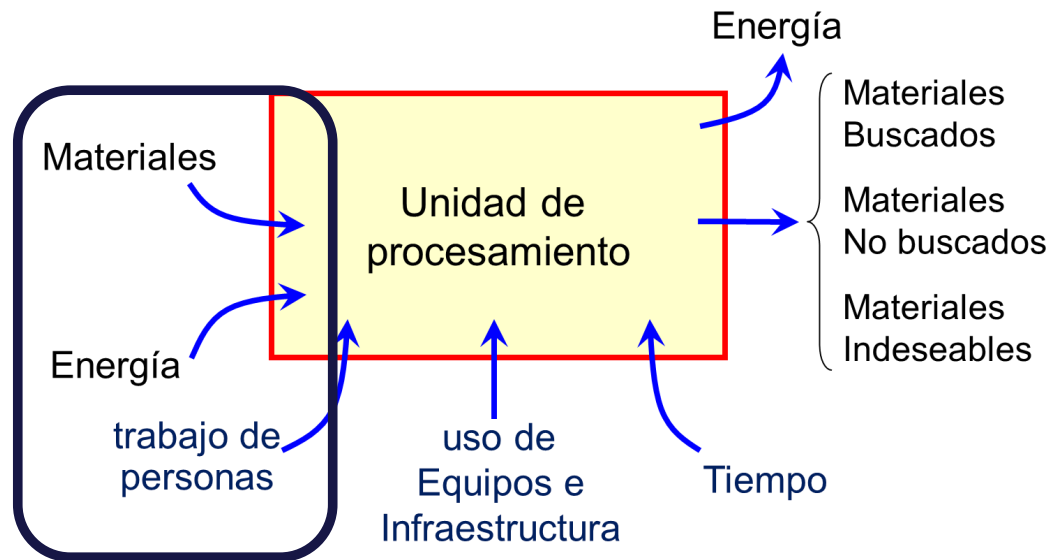 Energía
Materiales
Buscados
Materiales
No buscados
Materiales
Indeseables
Materiales
Unidad de
procesamiento
Energía
trabajo de
personas
uso de
Equipos e
Infraestructura
Tiempo